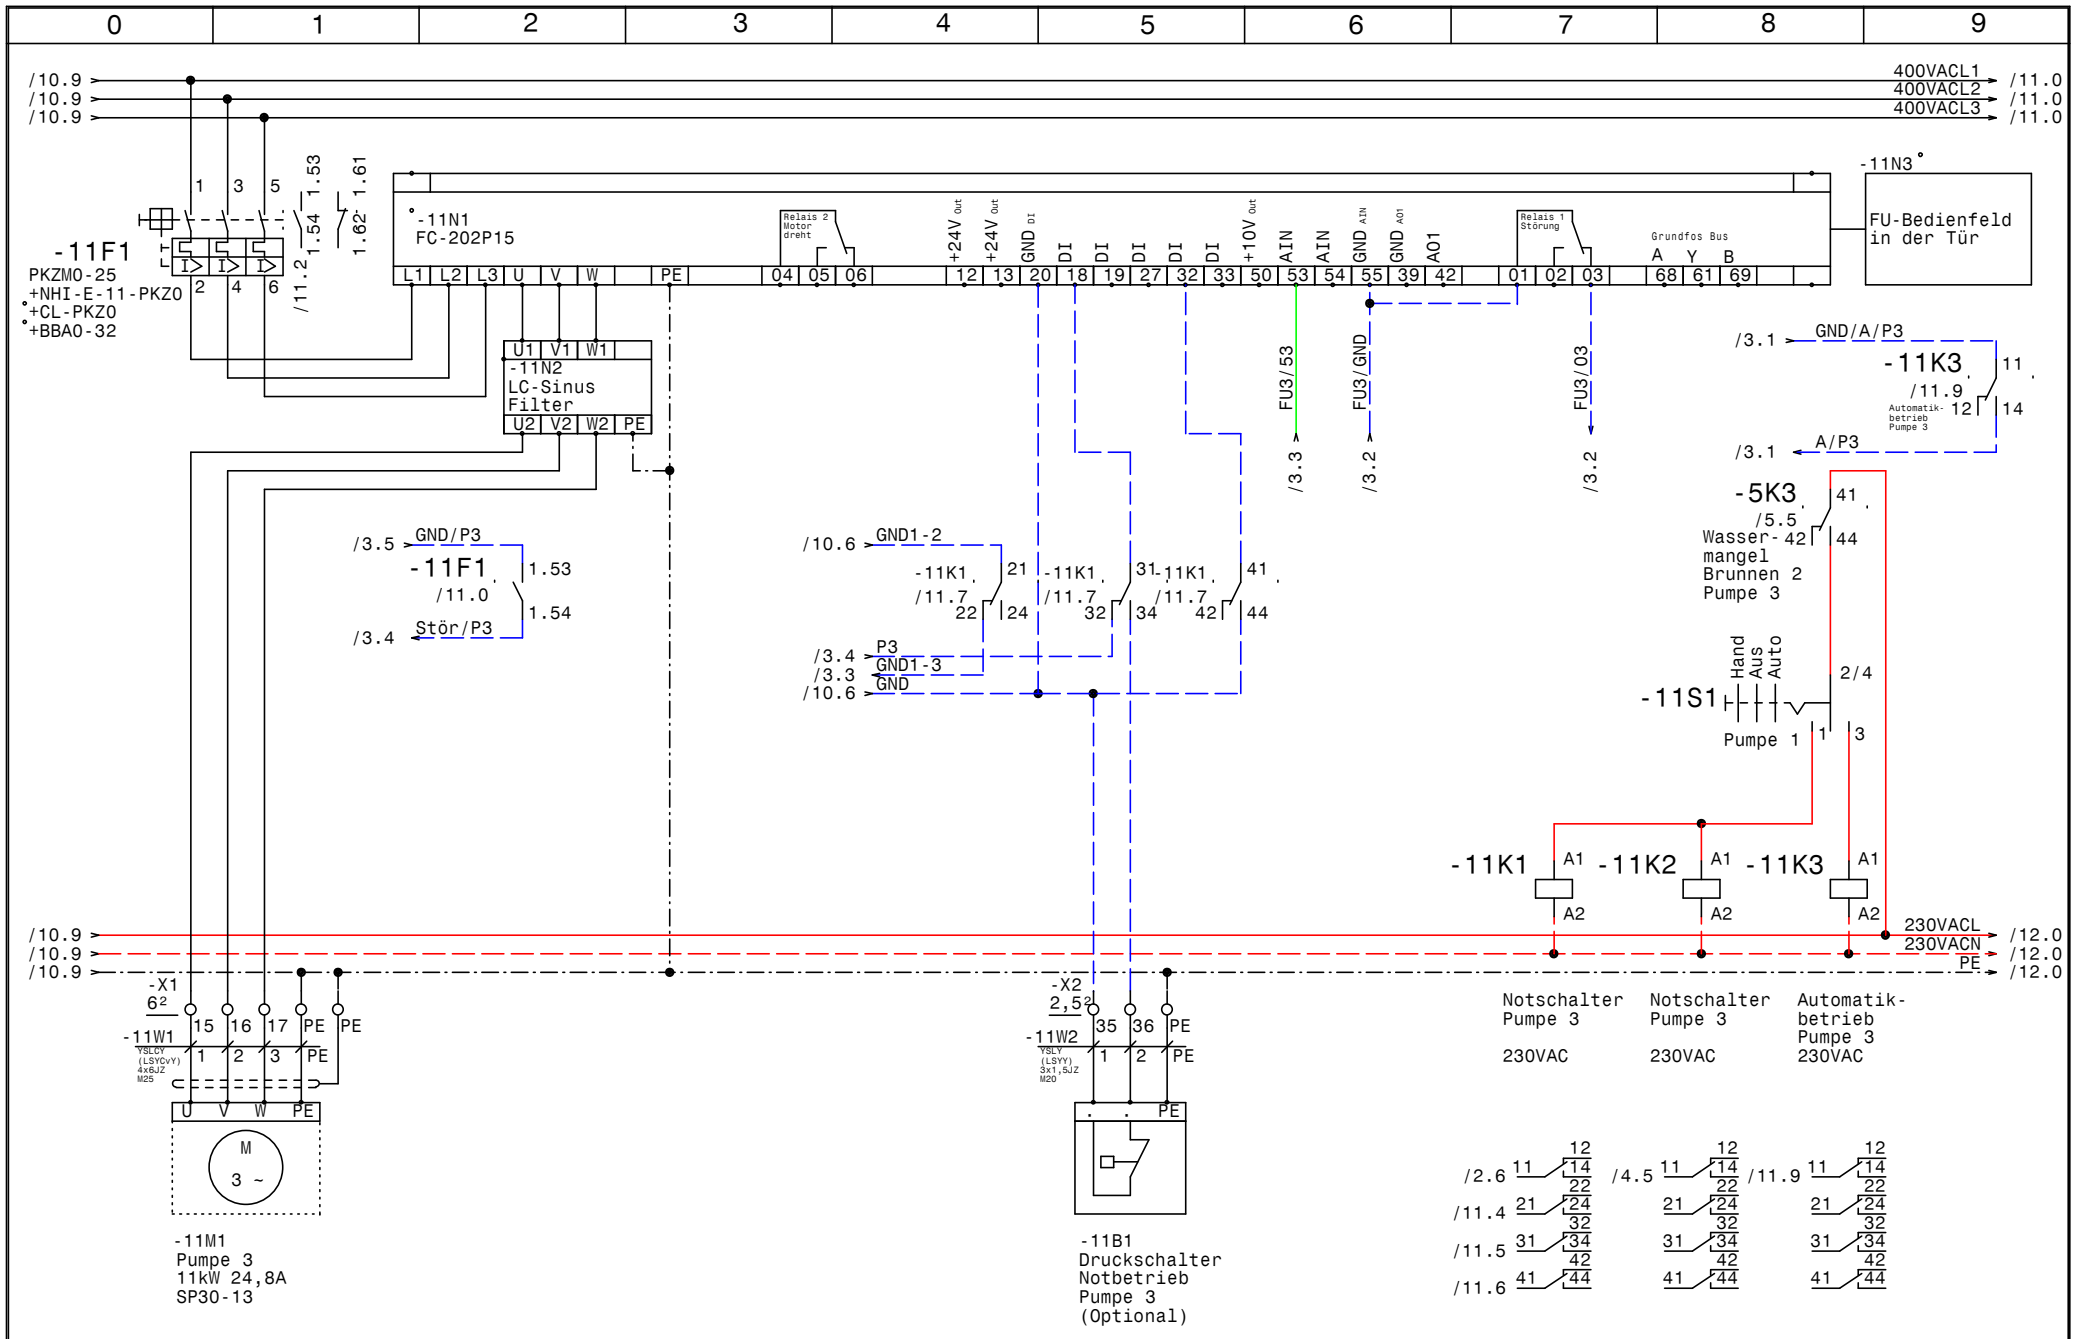 0 1 2 3 4 5 6 7 8 9
/10.9 400VACL1 /11.0
/10.9 400VACL2 /11.0
/10.9 400VACL3 /11.0
1 3 5 1.53 1.61
1.54 1.62
2 4 6 /11.2
-11F1
PKZM0-25
+NHI-E-11-PKZ0
°+CL-PKZ0
°+BBA0-32
I> I> I>
°-11N1
FC-202P15
Relais 2
Motor
dreht
+24V Out
+24V Out
GND DI
DI
DI
DI
DI
DI
+10V Out
AIN
AIN
GND AIN
GND AO1
AO1
Relais 1
Störung
Grundfos Bus
A Y B
L1 L2 L3 U V W PE 04 05 06 12 13 20 18 19 27 32 33 50 53 54 55 39 42 01 02 03 68 61 69
-11N3°
FU-Bedienfeld
in der Tür
U1 V1 W1
-11N2
LC-Sinus
Filter
U2 V2 W2 PE
FU3/53
/3.3
FU3/GND
/3.2
FU3/03
/3.2
/3.1 GND/A/P3
-11K3 11
/11.9
Automatik-
betrieb
Pumpe 3
12 14
/3.1 A/P3
-5K3 41
/5.5
42 44
Wasser-
mangel
Brunnen 2
Pumpe 3
/3.5 GND/P3
-11F1 1.53
/11.0
1.54
/3.4 Stör/P3
/10.6 GND1-2
-11K1 21
/11.7
22 24
-11K1 31
/11.7
32 34
-11K1 41
/11.7
42 44
/3.4 P3
/3.3 GND1-3
/10.6 GND
Hand
Aus
Auto
2/4
-11S1
Pumpe 1 1 3
-11K1 A1
A2
-11K2 A1
A2
-11K3 A1
A2
/10.9 230VACL /12.0
/10.9 230VACN /12.0
/10.9 PE /12.0
-X1
6²
15 16 17 PE PE
-11W1
YSLCY
(LSYCvY)
4x6JZ
M25
1 2 3 PE
U V W PE
M
3 ~
-11M1
Pumpe 3
11kW 24,8A
SP30-13
-X2
2,5²
35 36 PE
-11W2
YSLY
(LSYY)
3x1,5JZ
M20
1 2 PE
. . PE
-11B1
Druckschalter
Notbetrieb
Pumpe 3
(Optional)
Notschalter
Pumpe 3
230VAC
Notschalter
Pumpe 3
230VAC
Automatik-
betrieb
Pumpe 3
230VAC
/2.6 11 12 14
/11.4 21 22 24
/11.5 31 32 34
/11.6 41 42 44
/4.5 11 12 14
21 22 24
31 32 34
41 42 44
/11.9 11 12 14
21 22 24
31 32 34
41 42 44